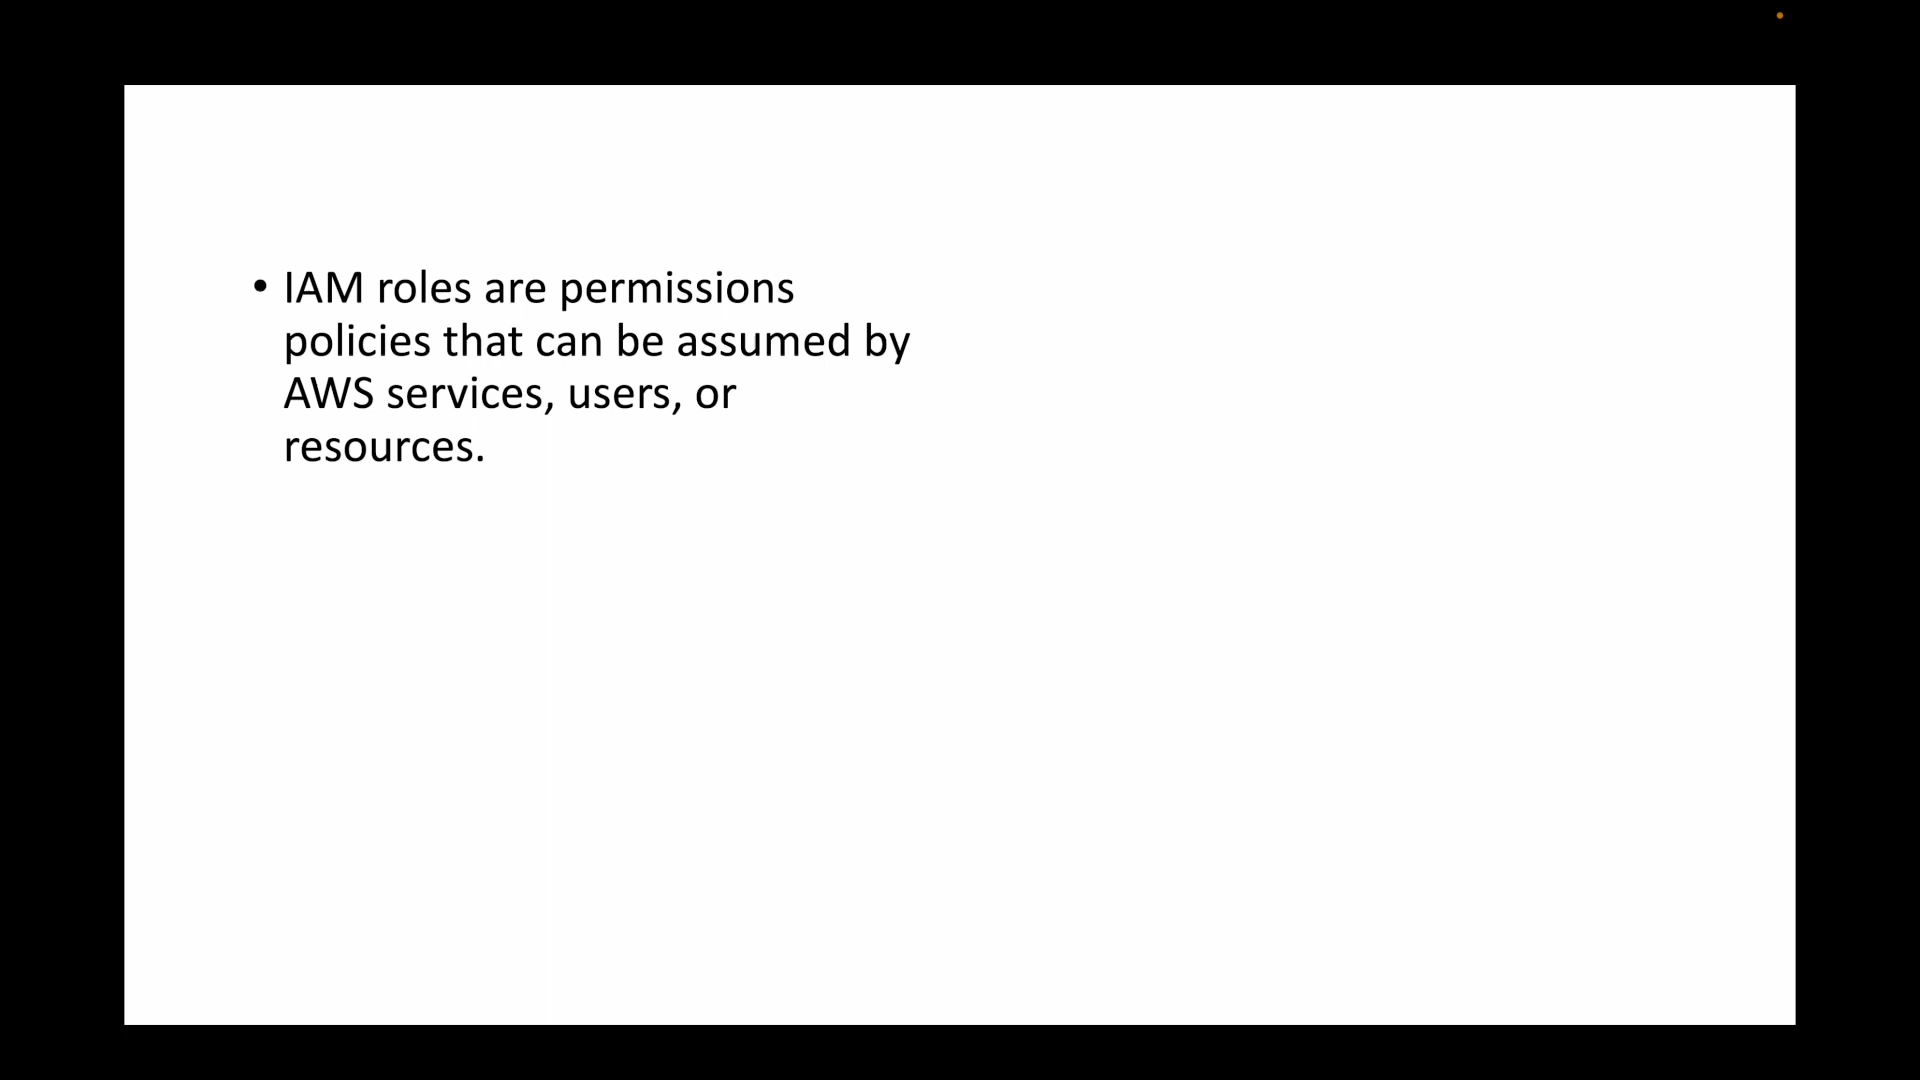 • IAM roles are permissions
policies that can be assumed by
AWS services, users, or
resources.